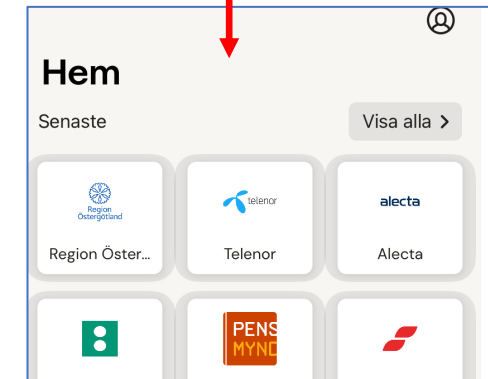 Hem
Senaste
Visa alla >
Region
Östergötland
telenor
alecta
Region Öster...
Telenor
Alecta
PENS
MYND